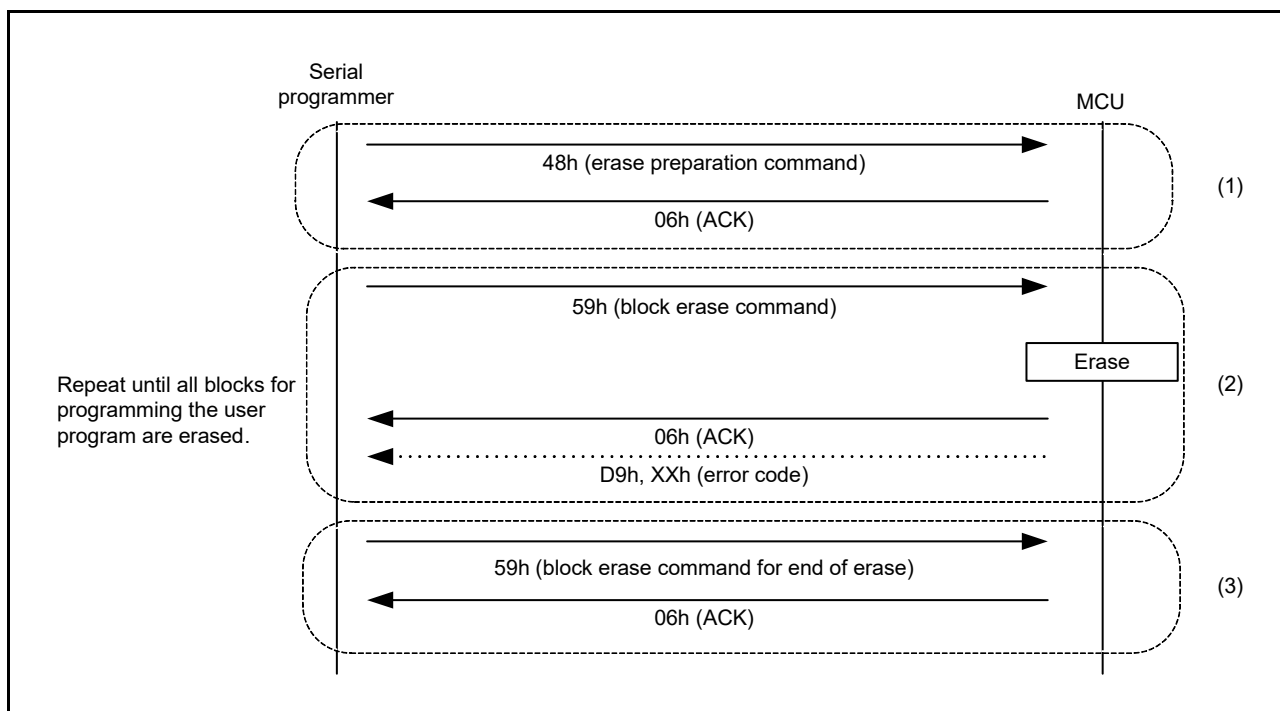 Serial
programmer
MCU
48h (erase preparation command)
06h (ACK)
(1)
59h (block erase command)
Erase
Repeat until all blocks for
programming the user
program are erased.
(2)
06h (ACK)
D9h, XXh (error code)
59h (block erase command for end of erase)
06h (ACK)
(3)